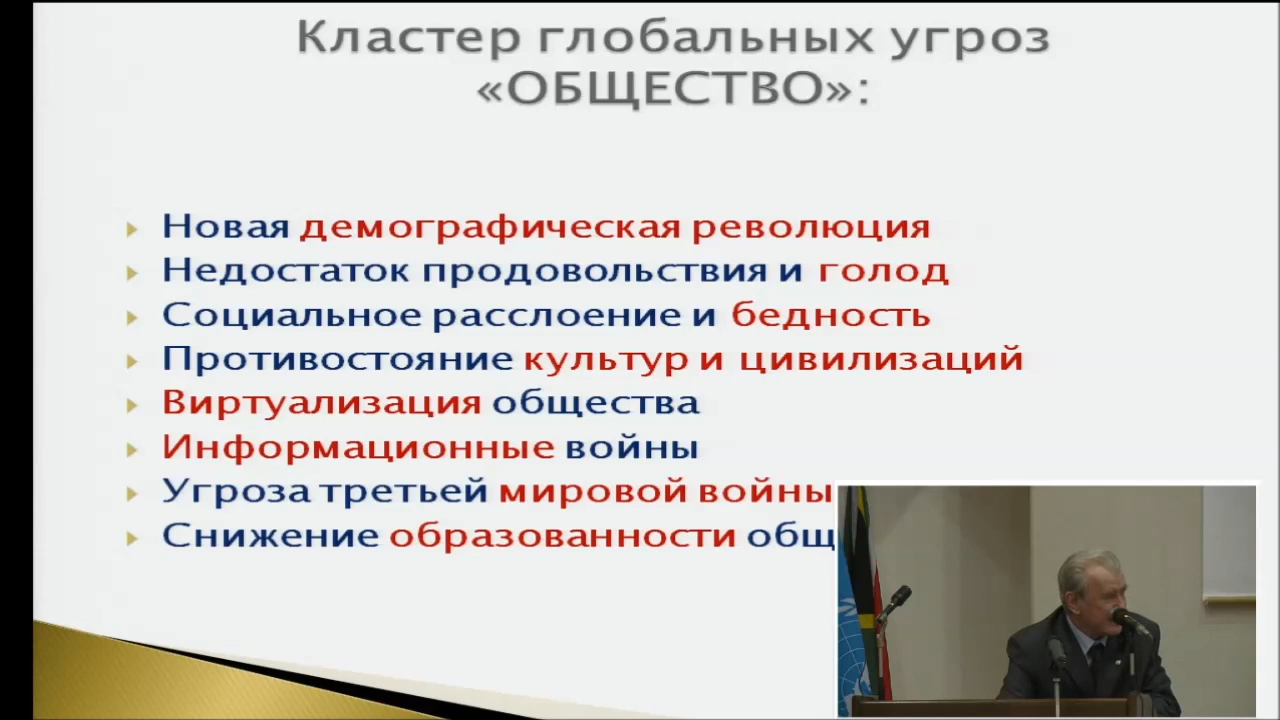 Кластер глобальных угроз
«ОБЩЕСТВО»:
Новая демографическая революция
Недостаток продовольствия и голод
Социальное расслоение и бедность
Противостояние культур и цивилизаций
Виртуализация общества
Информационные войны
Угроза третьей мировой войны
Снижение образованности